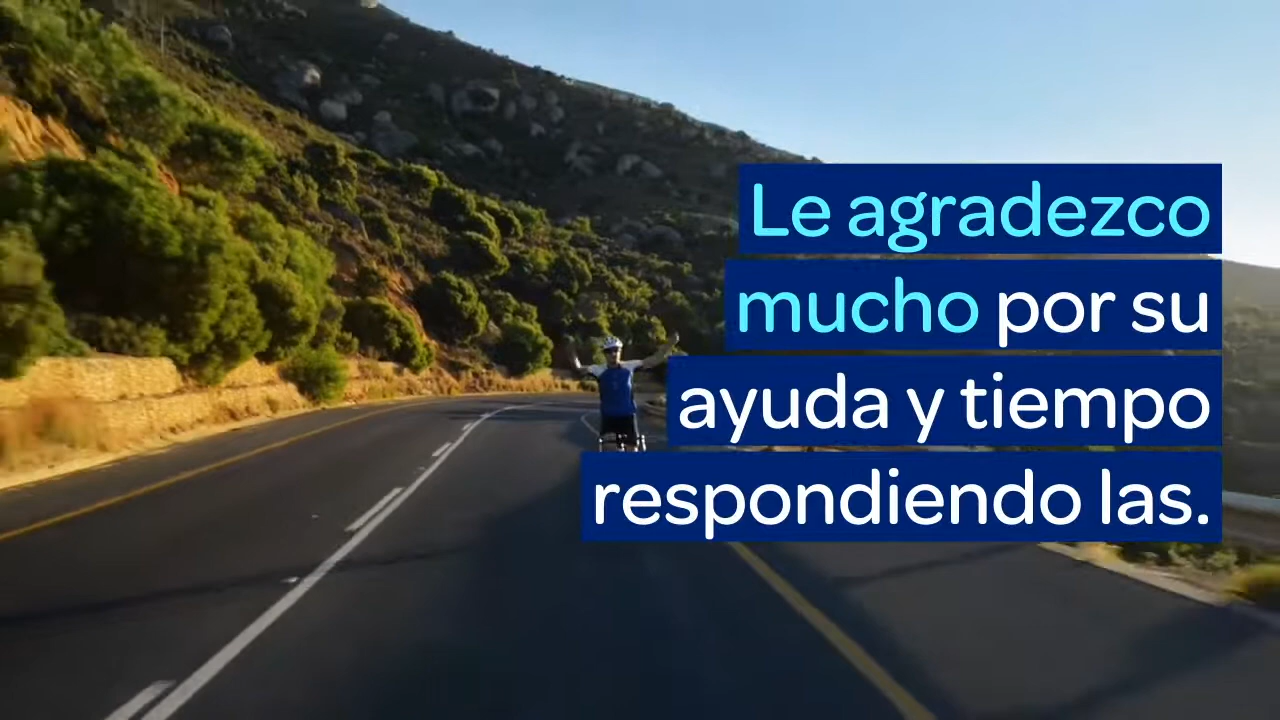 Le agradezco
mucho por su
ayuda y tiempo
respondiendo las.